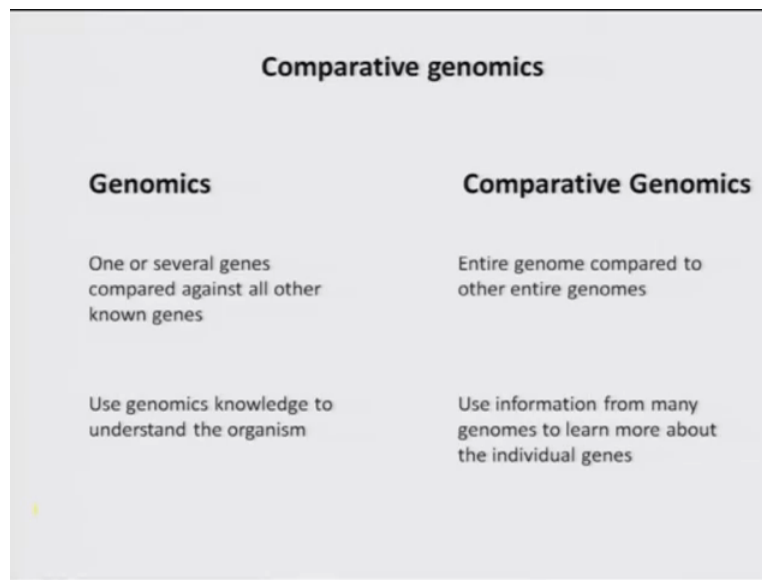 Comparative genomics
Genomics
One or several genes
compared against all other
known genes
Use genomics knowledge to
understand the organism
Comparative Genomics
Entire genome compared to
other entire genomes
Use information from many
genomes to learn more about
the individual genes